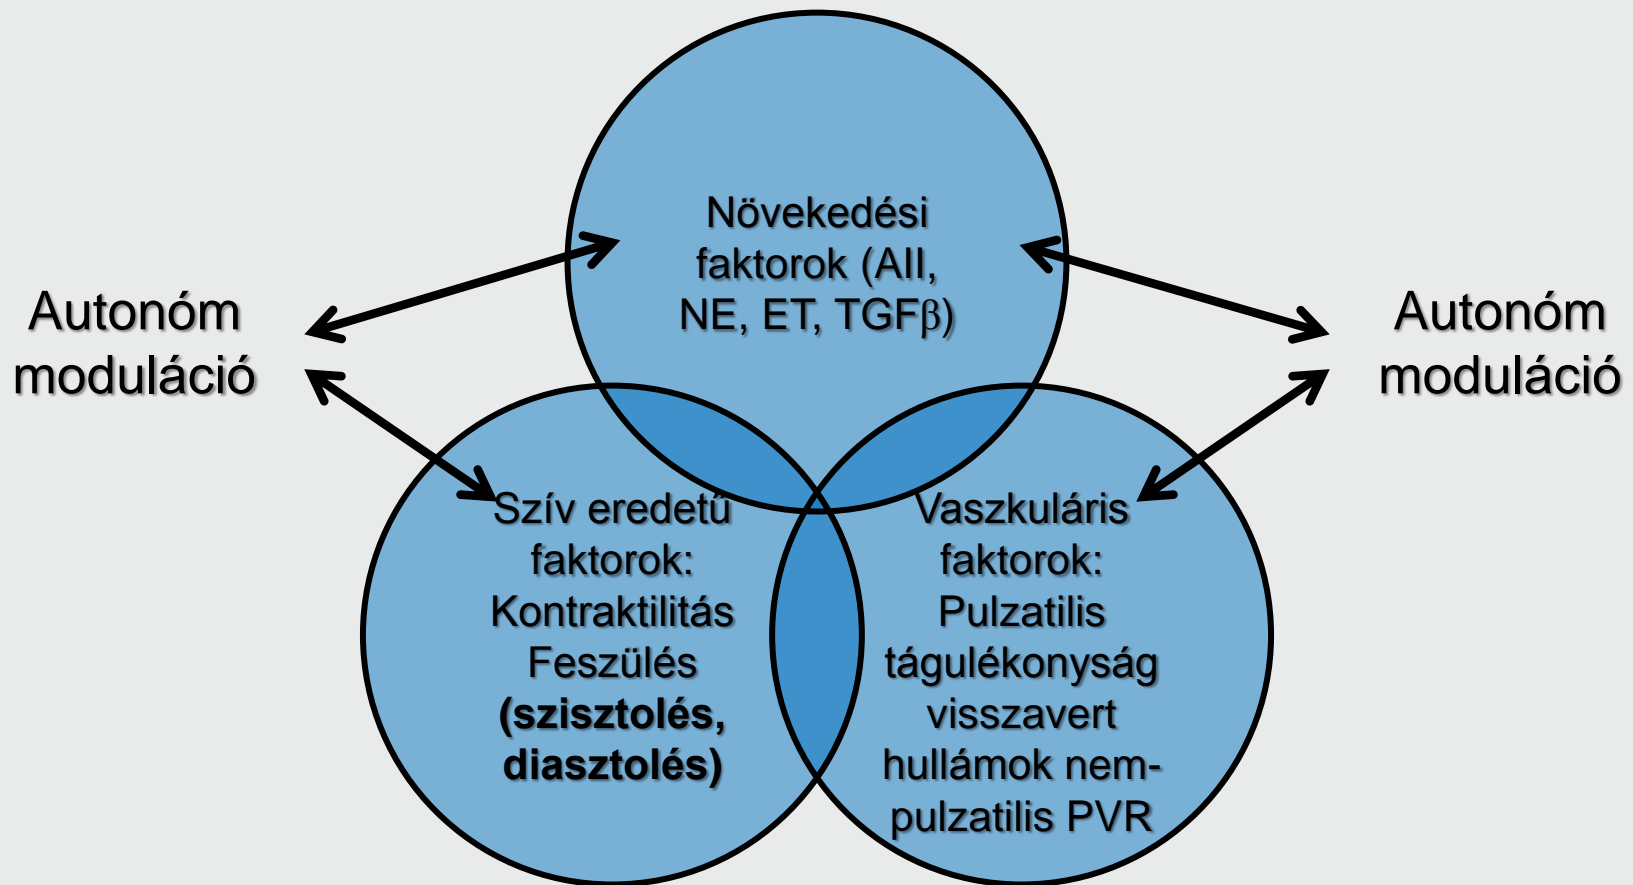 Növekedési
faktorok (AII,
NE, ET, TGFβ)
Autonóm
moduláció
Autonóm
moduláció
Szív eredetű
faktorok:
Kontraktilitás
Feszülés
(szisztolés,
diasztolés)
Vaszkuláris
faktorok:
Pulzatilis
tágulékonyság
visszavert
hullámok nem-
pulzatilis PVR